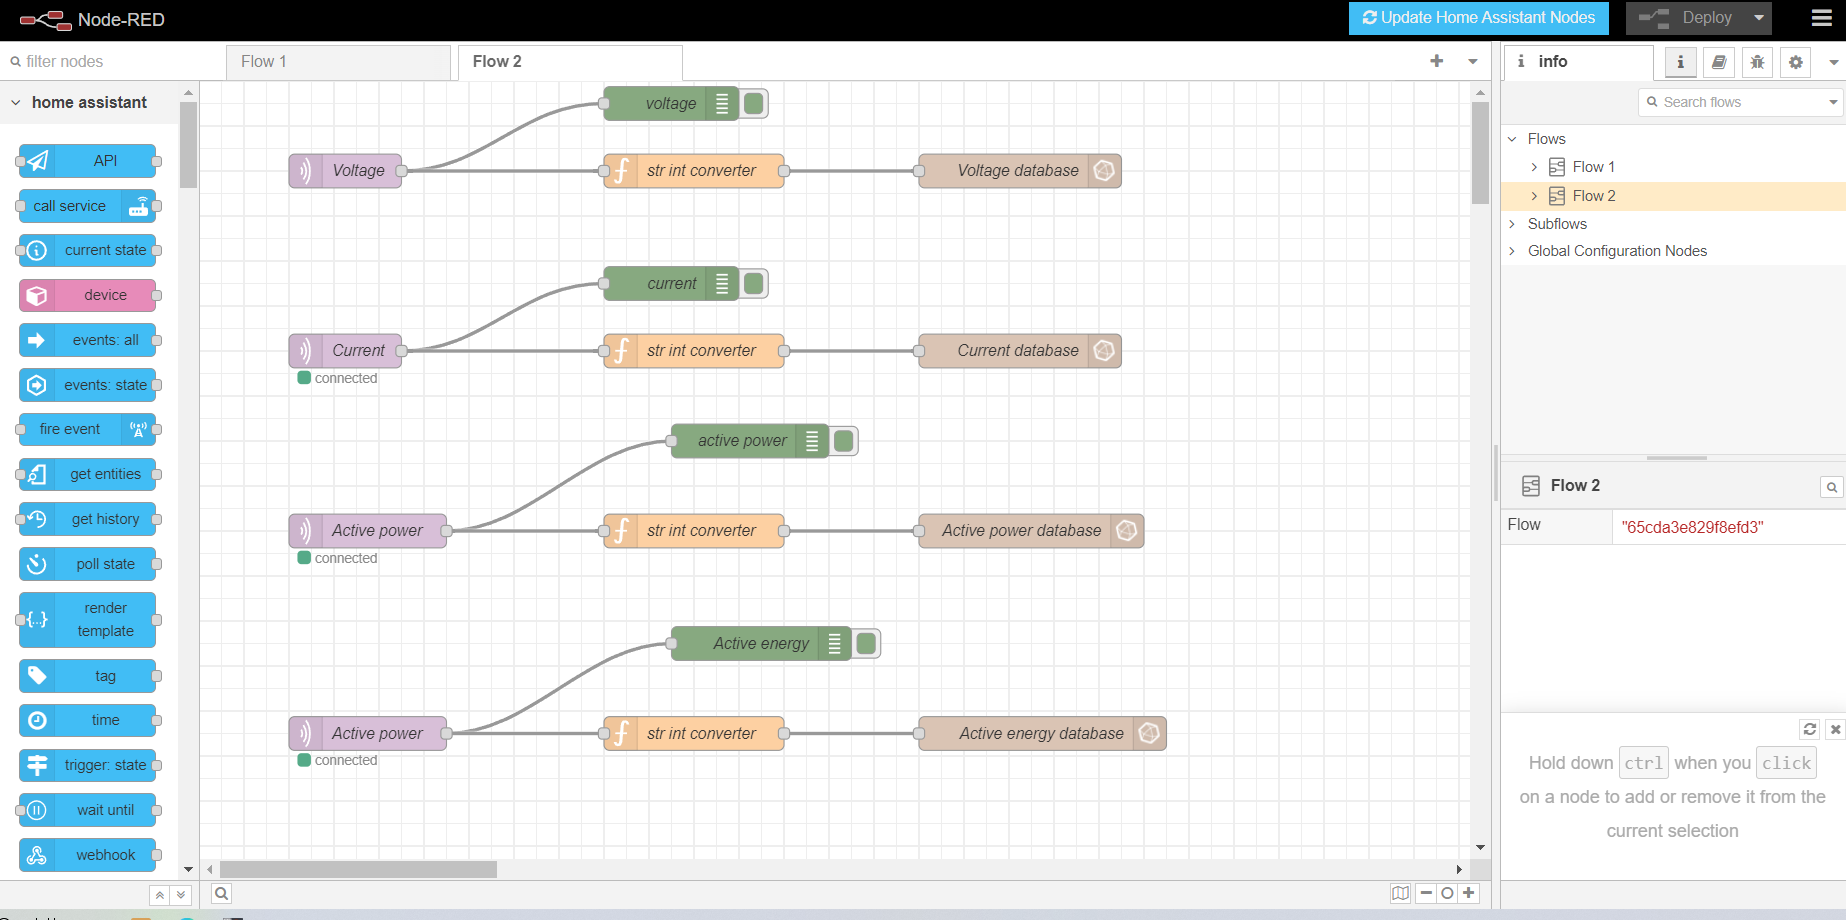 Node-RED
Update Home Assistant Nodes
Deploy
filter nodes
Flow 1
Flow 2
info
home assistant
API
call service
current state
device
events: all
events: state
fire event
get entities
get history
poll state
render
template
tag
time
trigger: state
wait until
webhook
voltage
Voltage
str int converter
Voltage database
current
Current
str int converter
Current database
connected
active power
Active power
str int converter
Active power database
connected
Active energy
Active power
str int converter
Active energy database
connected
Search flows
Flows
Flow 1
Flow 2
Subflows
Global Configuration Nodes
Flow 2
Flow
"65cda3e829f8efd3"
Hold down ctrl when you click
on a node to add or remove it from the
current selection